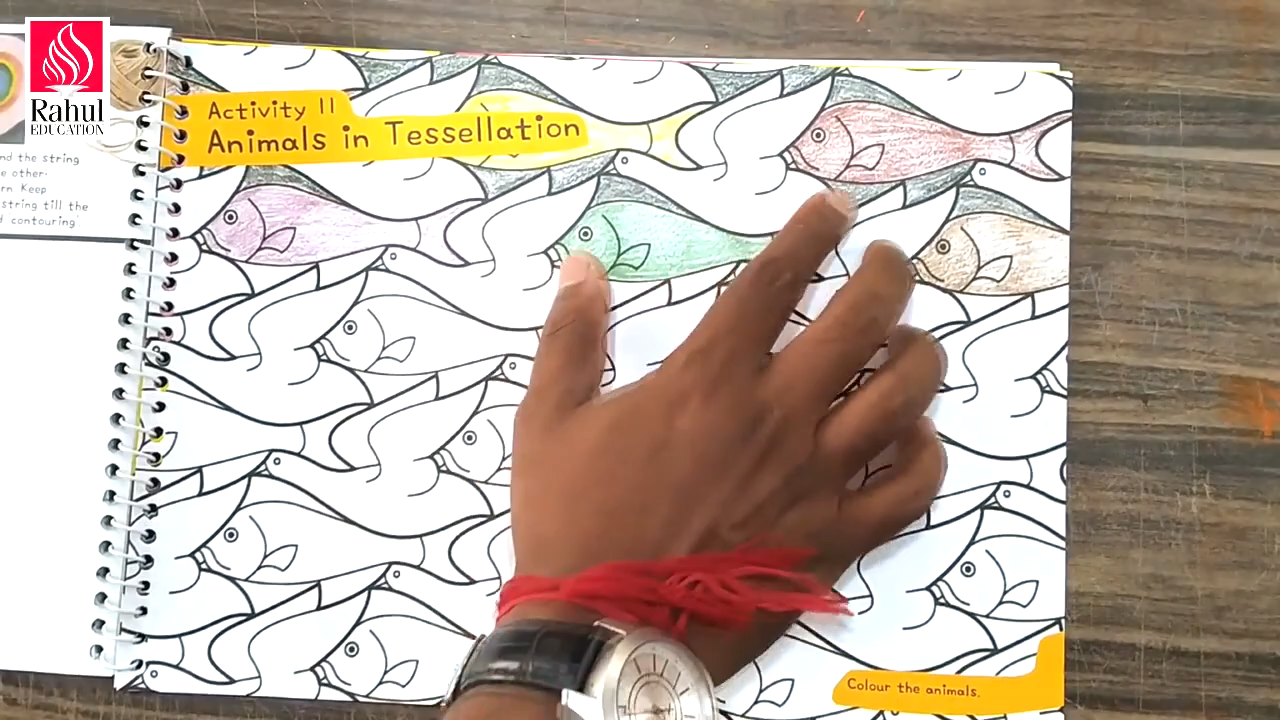 Rahul
EDUCATION
nd the string
e other-
rn. Keep
string till the
d contouring'
Activity 11
Animals in Tessellation
Colour the animals.